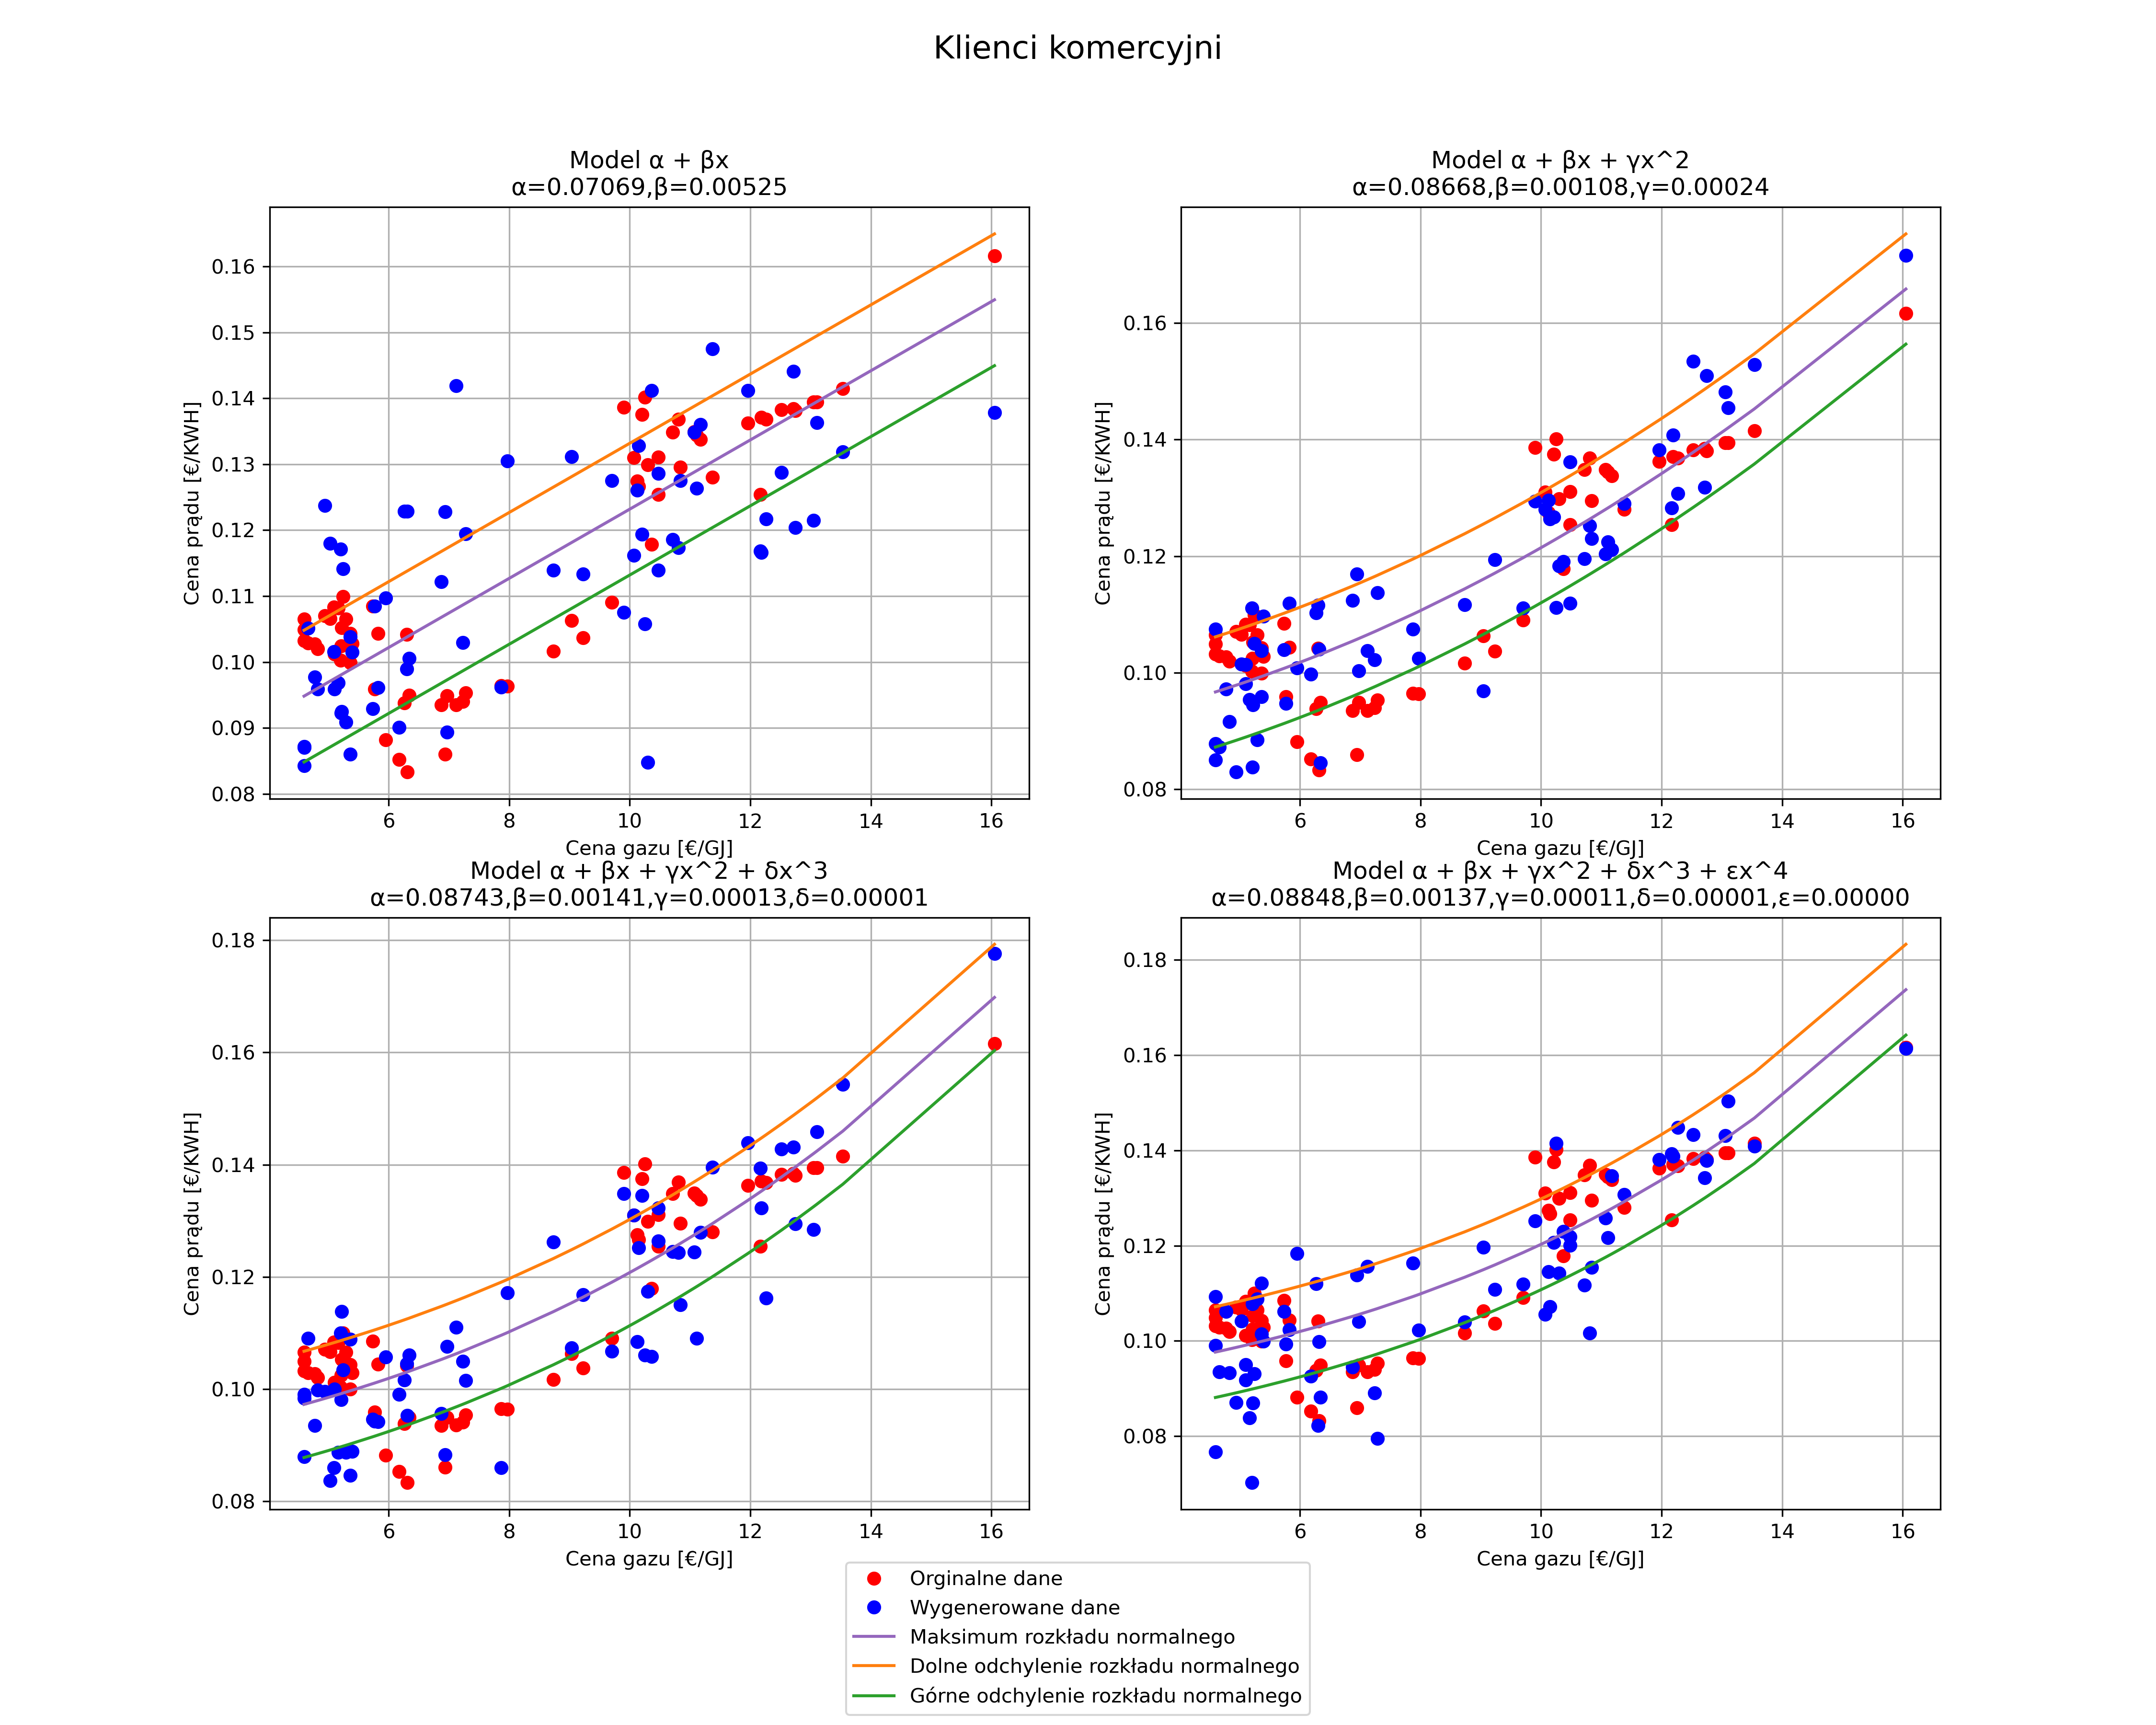 Klienci komercyjni
Model α + βx
α=0.07069,β=0.00525
0.16
0.15
0.14
0.13
0.12
0.11
0.10
0.09
0.08
Cena prądu [€/KWH]
6 8 10 12 14 16
Cena gazu [€/GJ]
Model α + βx + γx^2
α=0.08668,β=0.00108,γ=0.00024
0.16
0.14
0.12
0.10
0.08
Cena prądu [€/KWH]
6 8 10 12 14 16
Cena gazu [€/GJ]
Model α + βx + γx^2 + δx^3
α=0.08743,β=0.00141,γ=0.00013,δ=0.00001
0.18
0.16
0.14
0.12
0.10
0.08
Cena prądu [€/KWH]
6 8 10 12 14 16
Cena gazu [€/GJ]
Model α + βx + γx^2 + δx^3 + εx^4
α=0.08848,β=0.00137,γ=0.00011,δ=0.00001,ε=0.00000
0.18
0.16
0.14
0.12
0.10
0.08
Cena prądu [€/KWH]
6 8 10 12 14 16
Cena gazu [€/GJ]
Orginalne dane
Wygenerowane dane
Maksimum rozkładu normalnego
Dolne odchylenie rozkładu normalnego
Górne odchylenie rozkładu normalnego